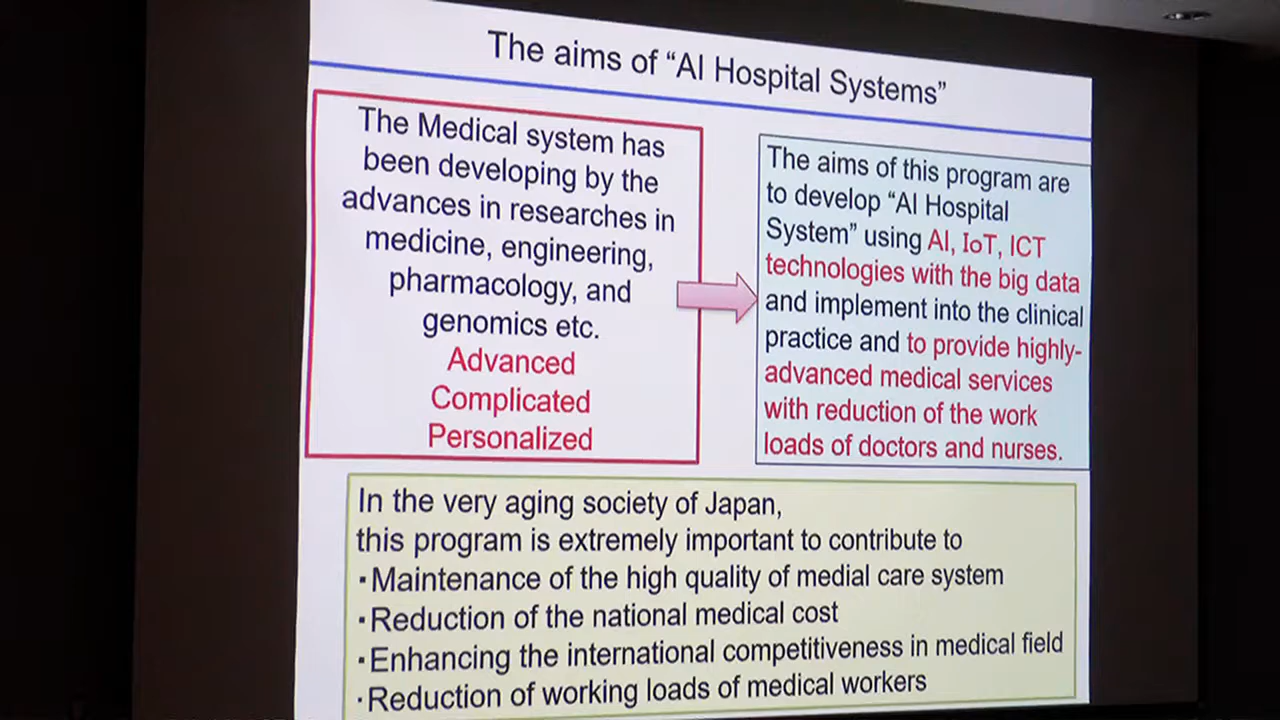 The aims of “AI Hospital Systems”
The Medical system has
been developing by the
advances in researches in
medicine, engineering,
pharmacology, and
genomics etc.
Advanced
Complicated
Personalized
The aims of this program are
to develop “AI Hospital
System” using AI, IoT, ICT
technologies with the big data
and implement into the clinical
practice and to provide highly-
advanced medical services
with reduction of the work
loads of doctors and nurses.
In the very aging society of Japan,
this program is extremely important to contribute to
・Maintenance of the high quality of medial care system
・Reduction of the national medical cost
・Enhancing the international competitiveness in medical field
・Reduction of working loads of medical workers